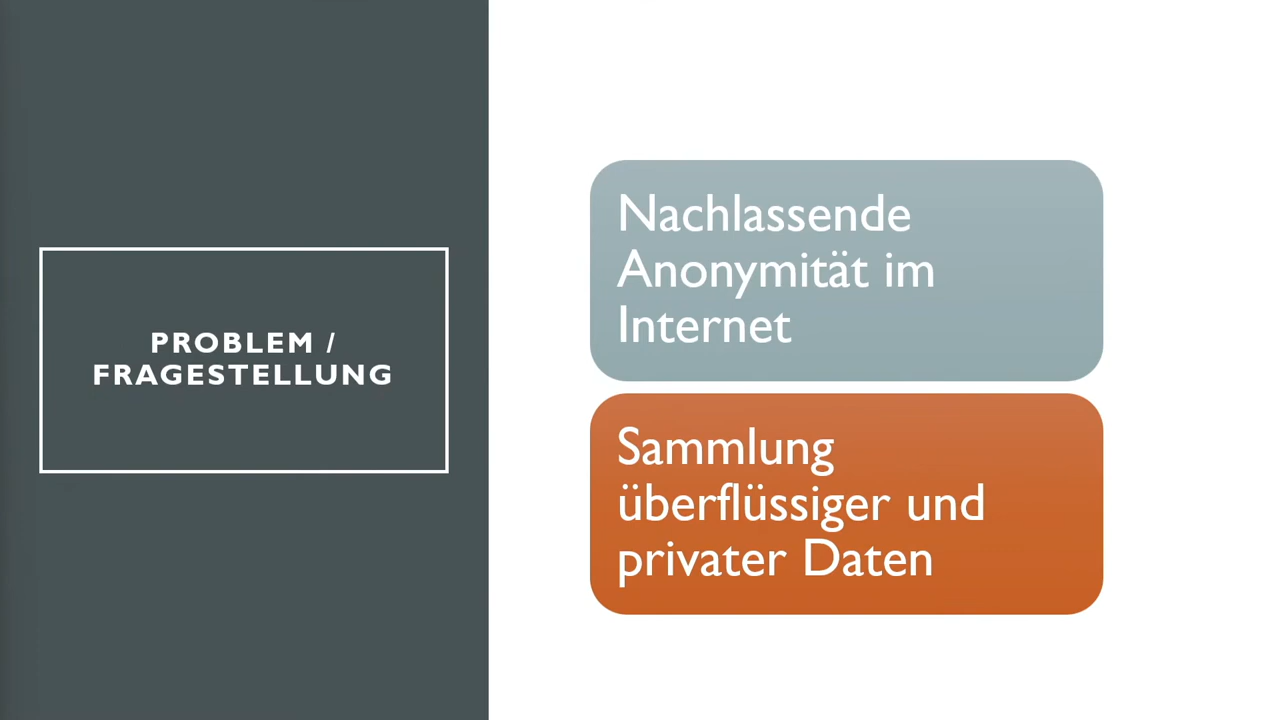 PROBLEM /
FRAGESTELLUNG
Nachlassende
Anonymität im
Internet
Sammlung
überflüssiger und
privater Daten